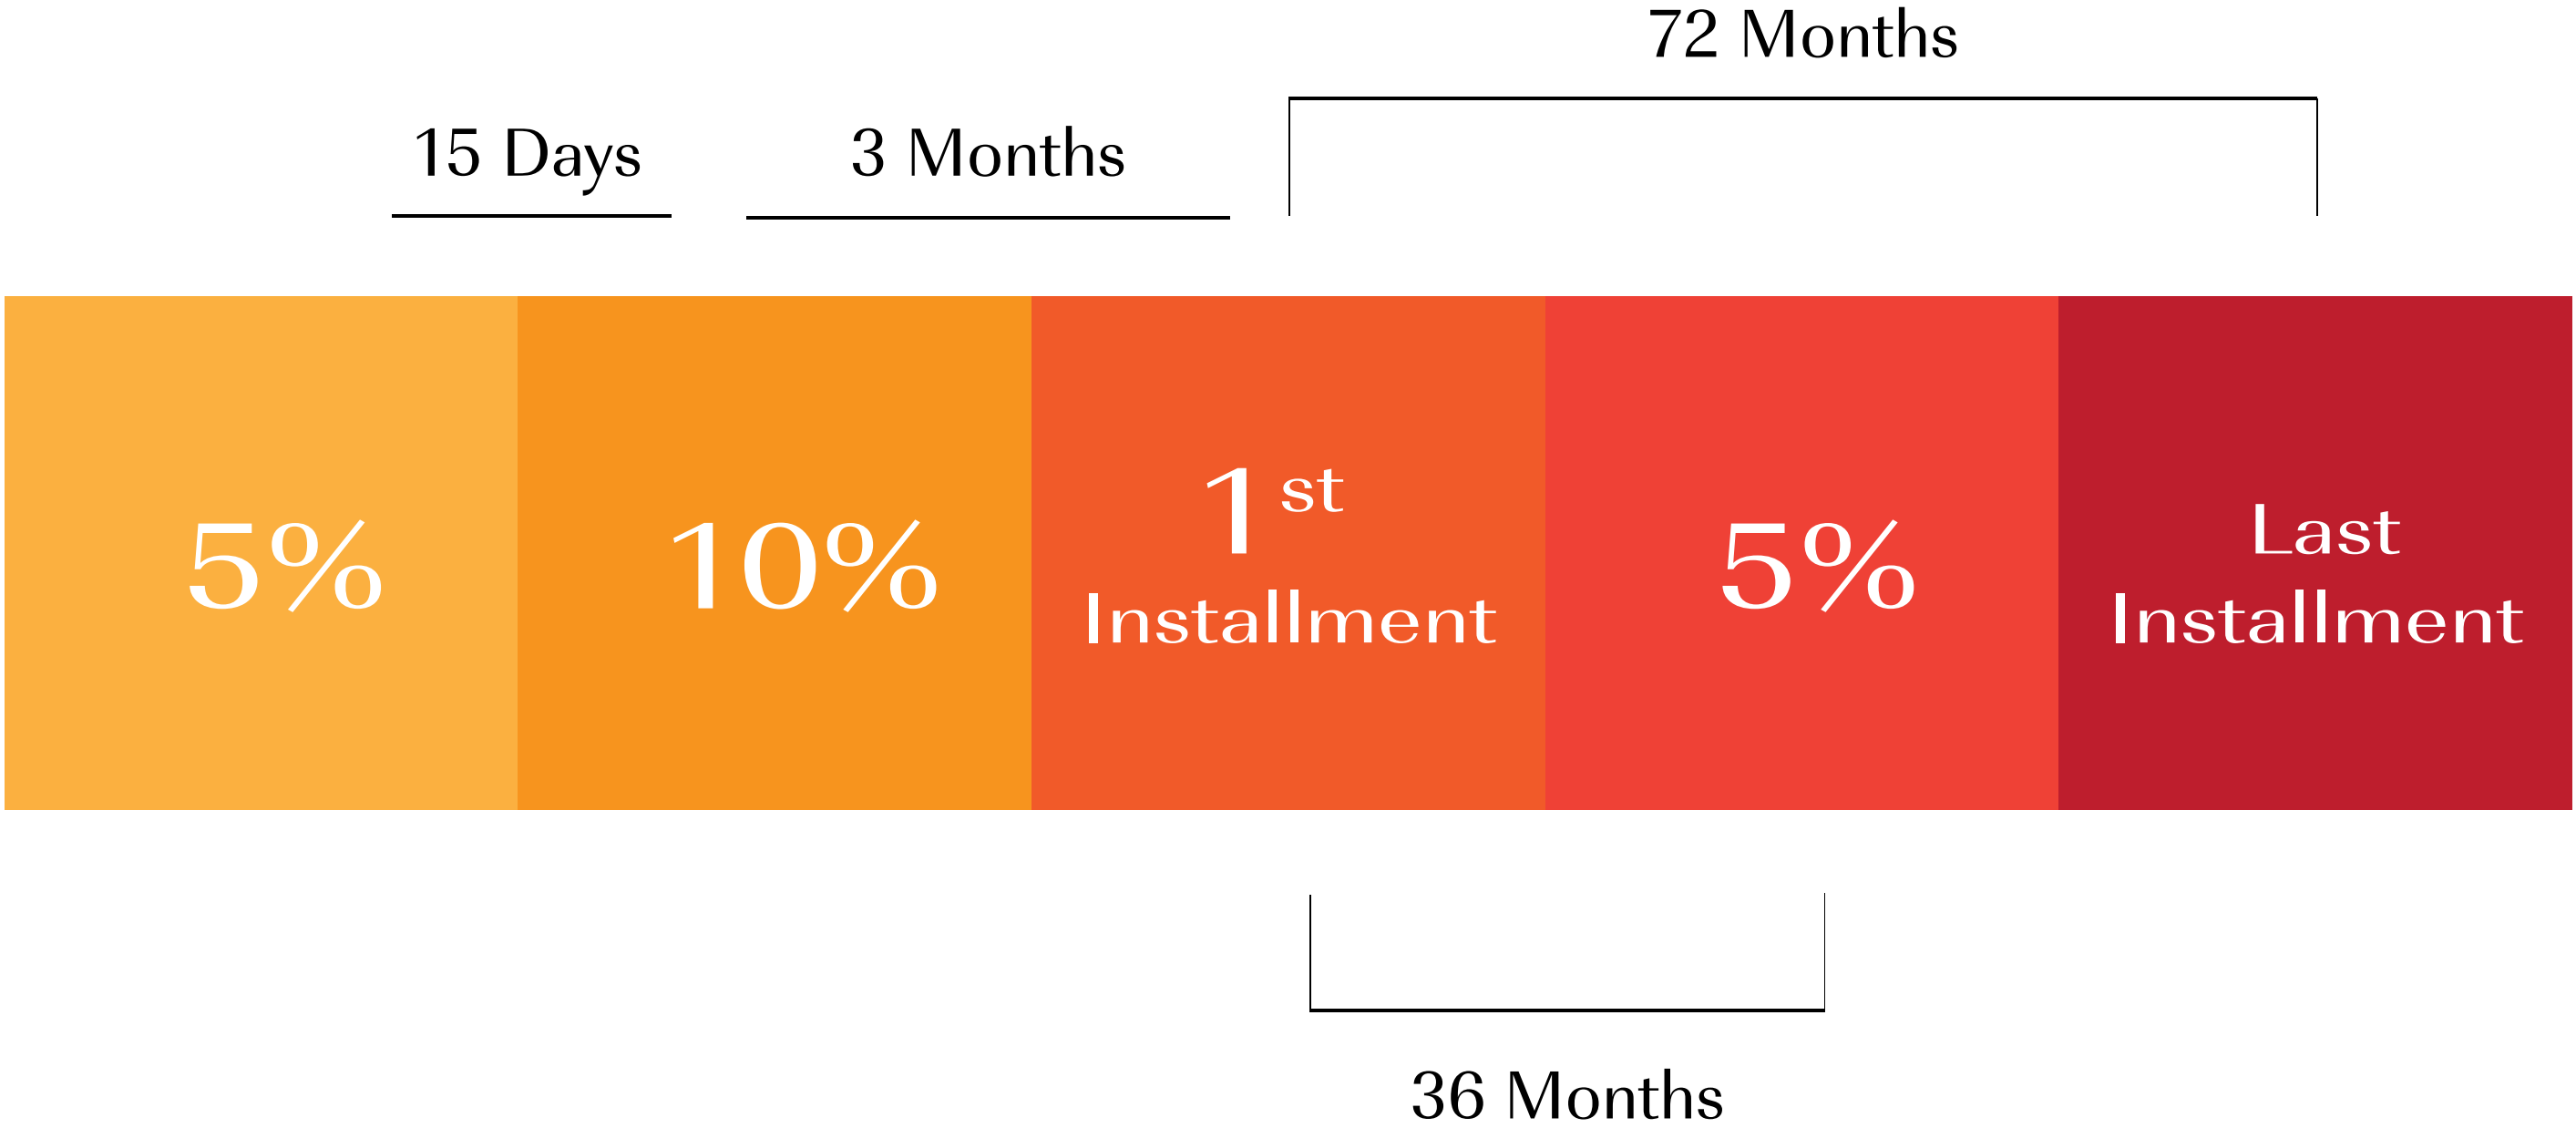 72 Months
15 Days
3 Months
5%
10%
1st
Installment
5%
Last
Installment
36 Months